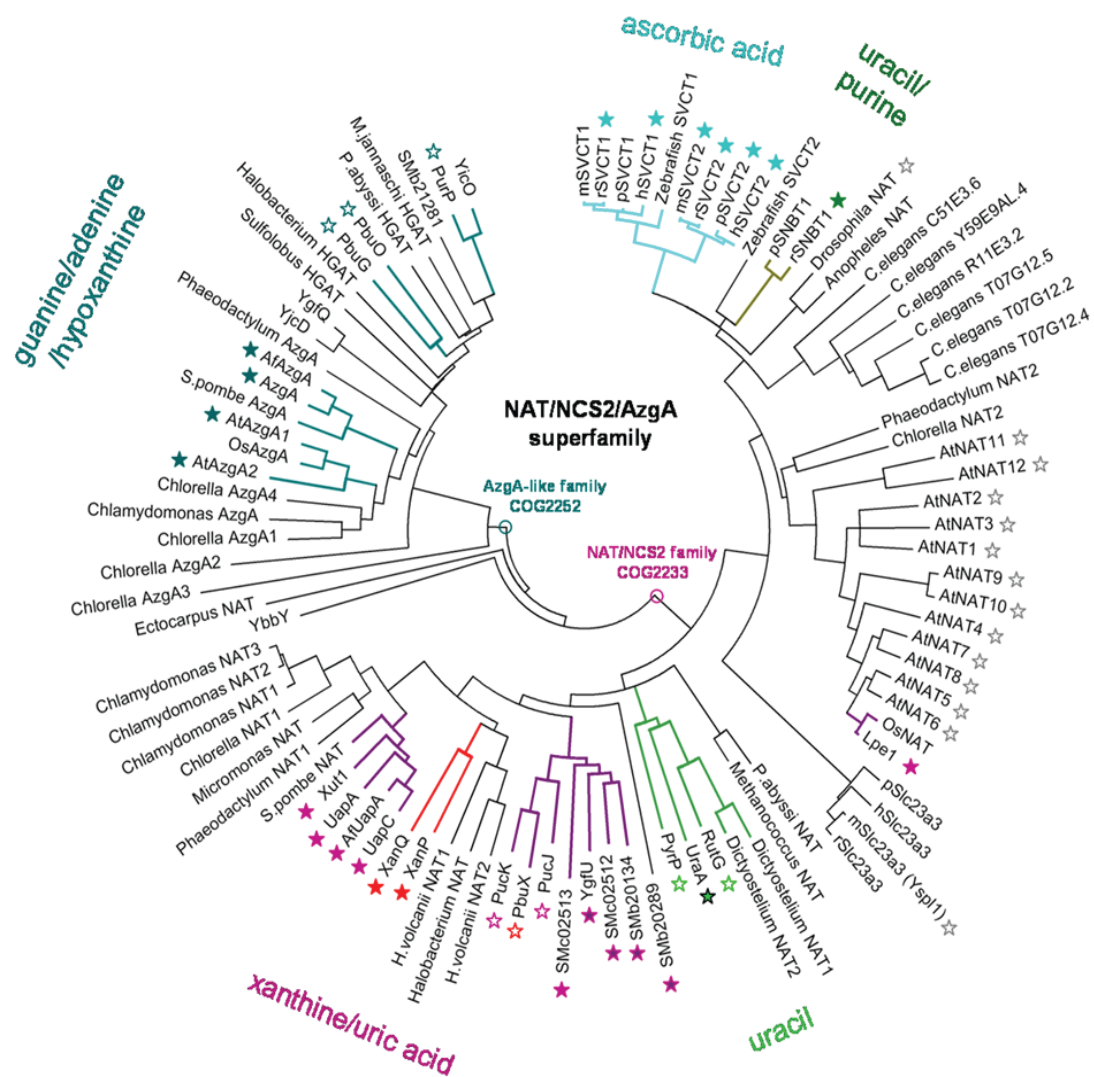 ascorbic acid
uracil/
purine
guanine/adenine
/hypoxanthine
xanthine/uric acid
uracil
NAT/NCS2/AzgA
superfamily
AzgA-like family
COG2252
NAT/NCS2 family
COG2233
mSVCT1
rSVCT1
pSVCT1
hSVCT1
Zebrafish SVCT1
mSVCT2
rSVCT2
pSVCT2
hSVCT2
Zebrafish SVCT2
pSNBT1
rSNBT1
Drosophila NAT
Anopheles NAT
C.elegans C51E3.6
C.elegans Y59E9AL.4
C.elegans R11E3.2
C.elegans T07G12.5
C.elegans T07G12.2
C.elegans T07G12.4
Phaeodactylum NAT2
Chlorella NAT2
AtNAT11
AtNAT12
AtNAT2
AtNAT3
AtNAT1
AtNAT9
AtNAT10
AtNAT4
AtNAT7
AtNAT8
AtNAT5
AtNAT6
OsNAT
Lpe1
pSlc23a3
hSlc23a3
mSlc23a3 (Yspl1)
rSlc23a3
P.abyssi NAT
Methanococcus NAT
Dictyostelium NAT1
Dictyostelium NAT2
RutG
UraA
PyrP
SMb20289
SMb20134
SMc02512
YgfU
SMc02513
PucJ
PbuX
PucK
H.volcanii NAT2
Halobacterium NAT
H.volcanii NAT1
XanP
XanQ
UapC
AfUapA
UapA
Xut1
S.pombe NAT
Phaeodactylum NAT1
Micromonas NAT
Chlorella NAT1
Chlamydomonas NAT1
Chlamydomonas NAT2
Chlamydomonas NAT3
YbbY
Ectocarpus NAT
Chlorella AzgA3
Chlorella AzgA2
Chlorella AzgA1
Chlamydomonas AzgA
Chlorella AzgA4
AtAzgA2
OsAzgA
AtAzgA1
S.pombe AzgA
AzgA
AfAzgA
Phaeodactylum AzgA
YjcD
YgfQ
Sulfolobus HGAT
Halobacterium HGAT
PbuG
PbuO
P.abyssi HGAT
SMb21281
M.jannaschi HGAT
PurP
YicO